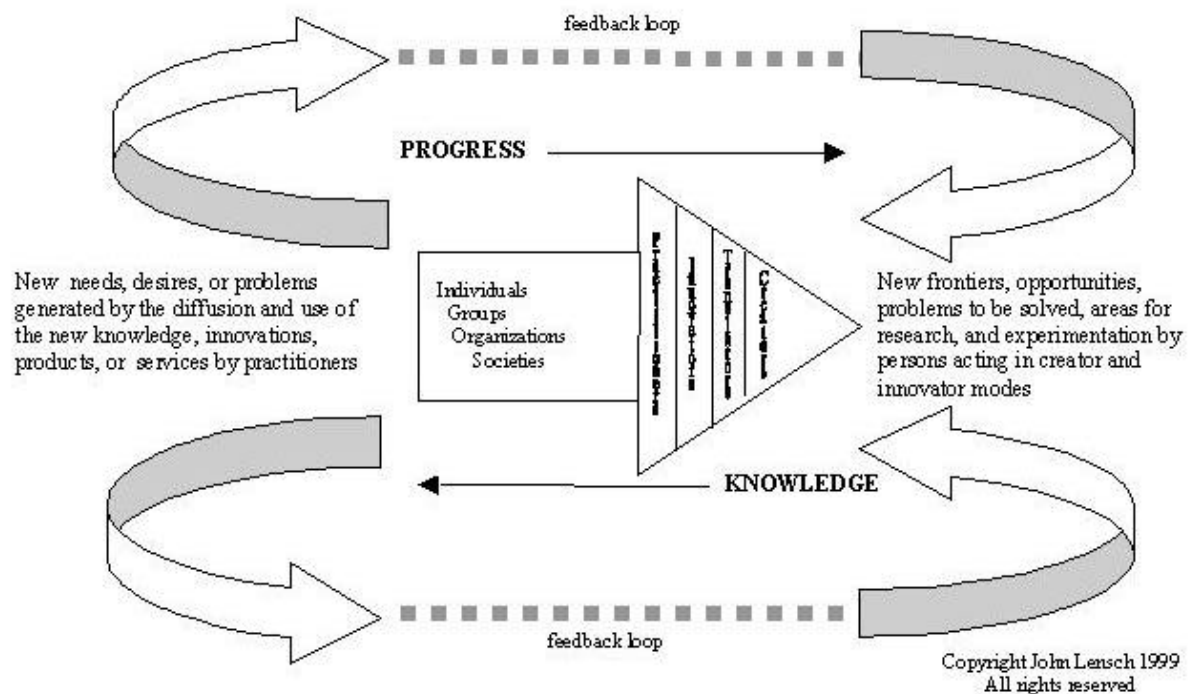 feedback loop
PROGRESS
New needs, desires, or problems
generated by the diffusion and use of
the new knowledge, innovations,
products, or services by practitioners
Individuals
Groups
Organizations
Societies
New frontiers, opportunities,
problems to be solved, areas for
research, and experimentation by
persons acting in creator and
innovator modes
KNOWLEDGE
feedback loop
Copyright John Lensch 1999
All rights reserved